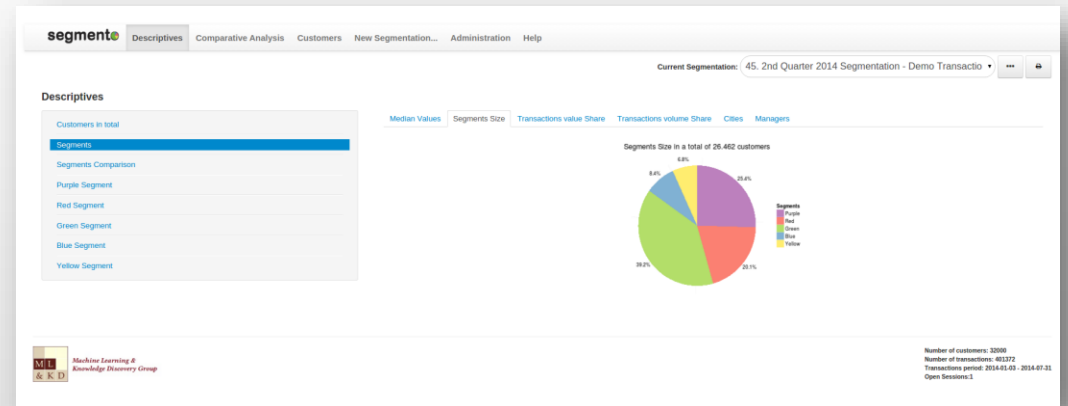 segmento Descriptives Comparative Analysis Customers New Segmentation... Administration Help
Current Segmentation: 45. 2nd Quarter 2014 Segmentation - Demo Transactio
Descriptives
Customers in total
Segments
Segments Comparison
Purple Segment
Red Segment
Green Segment
Blue Segment
Yellow Segment
Median Values Segments Size Transactions value Share Transactions volume Share Cities Managers
Segments Size in a total of 26.462 customers
6.8%
8.4%
25.4%
39.2%
20.1%
Segments
Purple
Red
Green
Blue
Yellow
M L
& K D
Machine Learning &
Knowledge Discovery Group
Number of customers: 32000
Number of transactions: 401372
Transactions period: 2014-01-03 - 2014-07-31
Open Sessions:1